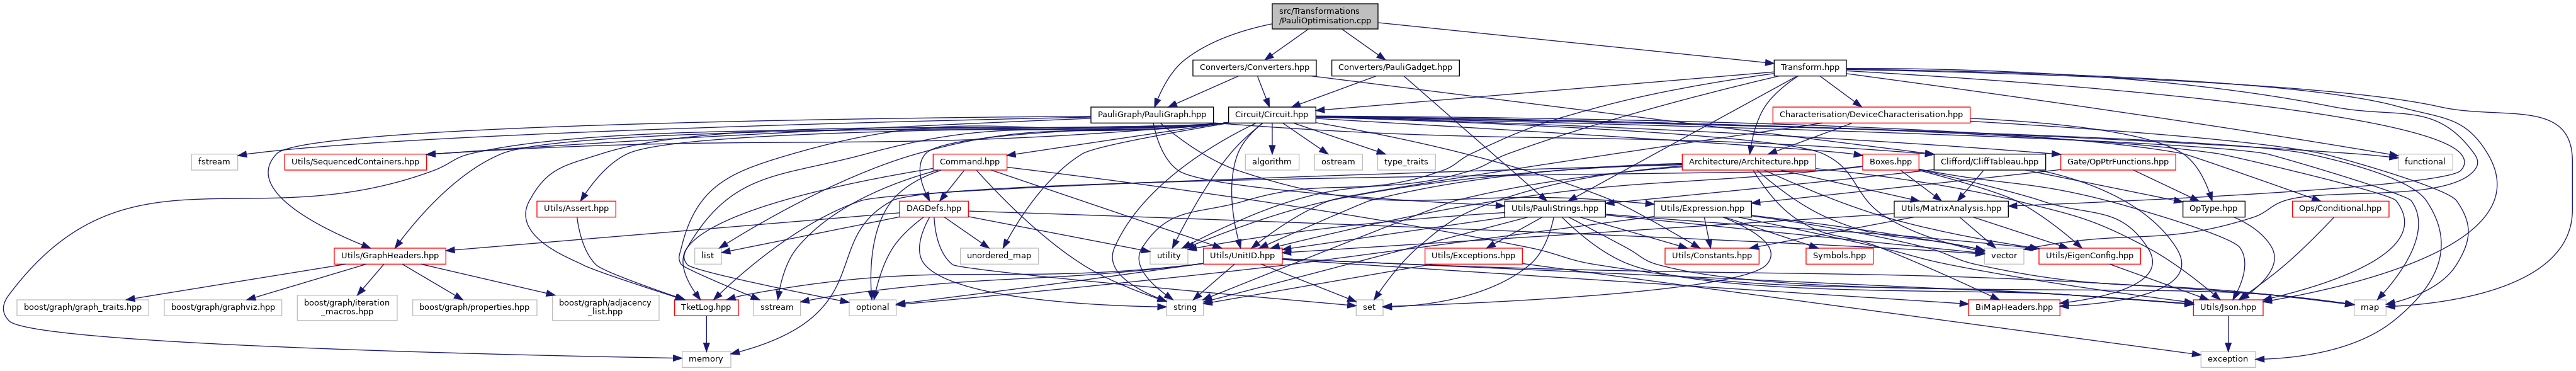 src/Transformations
/PauliOptimisation.cpp
Converters/Converters.hpp
Converters/PauliGadget.hpp
Transform.hpp
PauliGraph/PauliGraph.hpp
Circuit/Circuit.hpp
Characterisation/DeviceCharacterisation.hpp
fstream
Utils/SequencedContainers.hpp
Command.hpp
algorithm
ostream
type_traits
Architecture/Architecture.hpp
Boxes.hpp
Clifford/CliffTableau.hpp
Gate/OpPtrFunctions.hpp
functional
Utils/Assert.hpp
DAGDefs.hpp
Utils/PauliStrings.hpp
Utils/Expression.hpp
Utils/MatrixAnalysis.hpp
OpType.hpp
Ops/Conditional.hpp
Utils/GraphHeaders.hpp
list
unordered_map
utility
Utils/UnitID.hpp
Utils/Exceptions.hpp
Utils/Constants.hpp
Symbols.hpp
vector
Utils/EigenConfig.hpp
boost/graph/graph_traits.hpp
boost/graph/graphviz.hpp
boost/graph/iteration
_macros.hpp
boost/graph/properties.hpp
boost/graph/adjacency
_list.hpp
TketLog.hpp
sstream
optional
string
set
BiMapHeaders.hpp
Utils/Json.hpp
map
memory
exception